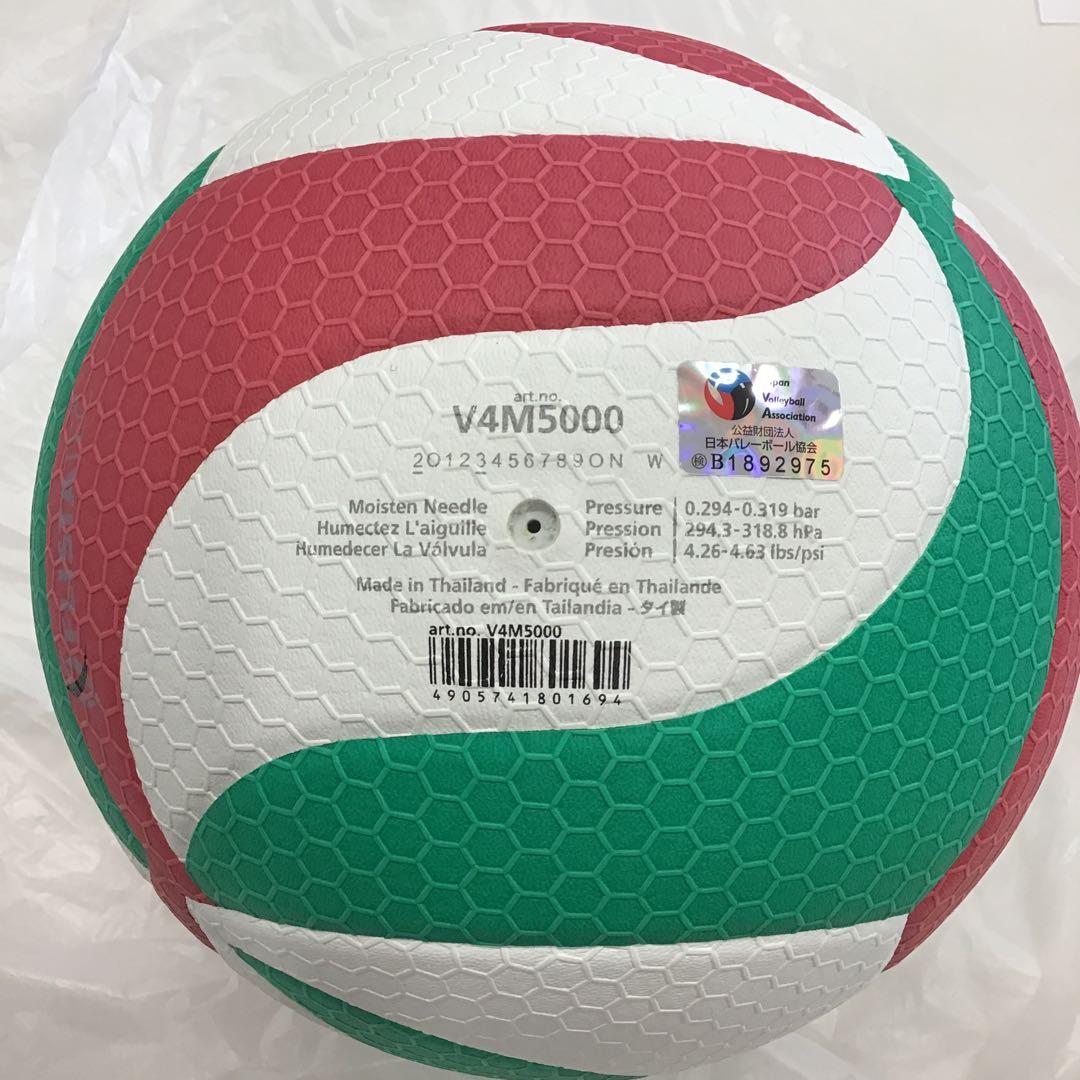 art.no.
V4M5000
20123456789ON W
Volleyball
Association
公益財団法人
日本バレーボール協会
検 B1892975
Moisten Needle
Humectez L'aiguille
Humedecer La Válvula
Pressure 0.294-0.319 bar
Pression 294.3-318.8 hPa
Presión 4.26-4.63 lbs/psi
Made in Thailand - Fabriqué en Thaïlande
Fabricado em/en Tailandia - タイ製
art.no. V4M5000
4905741801694